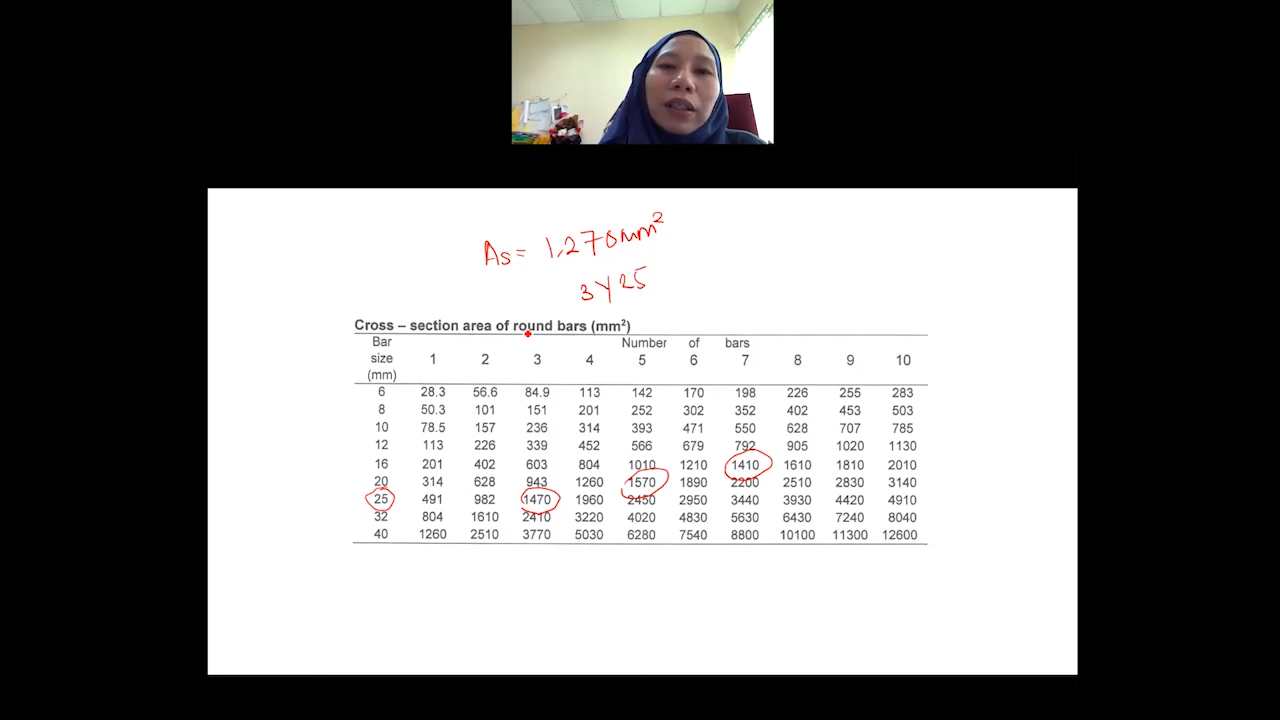 As = 1,270mm²
3Y25
Cross – section area of round bars (mm²)
Bar size (mm) Number of bars
1 2 3 4 5 6 7 8 9 10
6 28.3 56.6 84.9 113 142 170 198 226 255 283
8 50.3 101 151 201 252 302 352 402 453 503
10 78.5 157 236 314 393 471 550 628 707 785
12 113 226 339 452 566 679 792 905 1020 1130
16 201 402 603 804 1010 1210 1410 1610 1810 2010
20 314 628 943 1260 1570 1890 2200 2510 2830 3140
25 491 982 1470 1960 2450 2950 3440 3930 4420 4910
32 804 1610 2410 3220 4020 4830 5630 6430 7240 8040
40 1260 2510 3770 5030 6280 7540 8800 10100 11300 12600